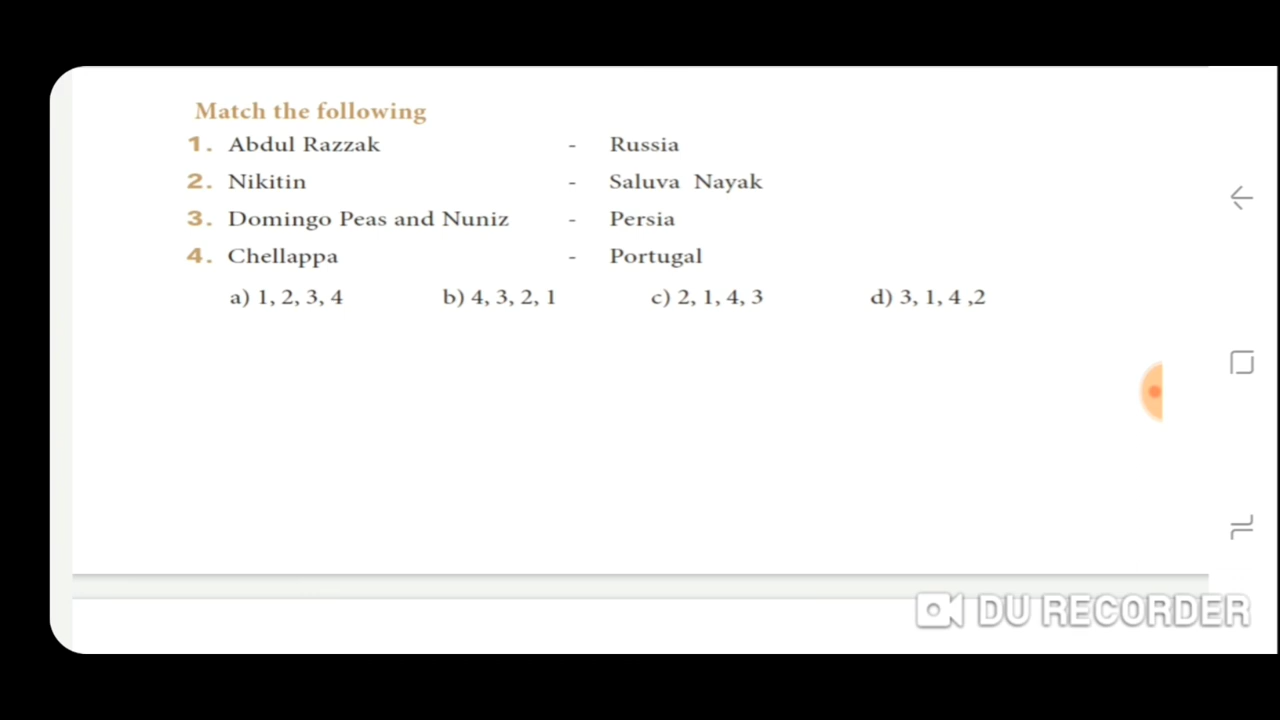 Match the following
1. Abdul Razzak - Russia
2. Nikitin - Saluva Nayak
3. Domingo Peas and Nuniz - Persia
4. Chellappa - Portugal
a) 1, 2, 3, 4 b) 4, 3, 2, 1 c) 2, 1, 4, 3 d) 3, 1, 4 ,2
DU RECORDER